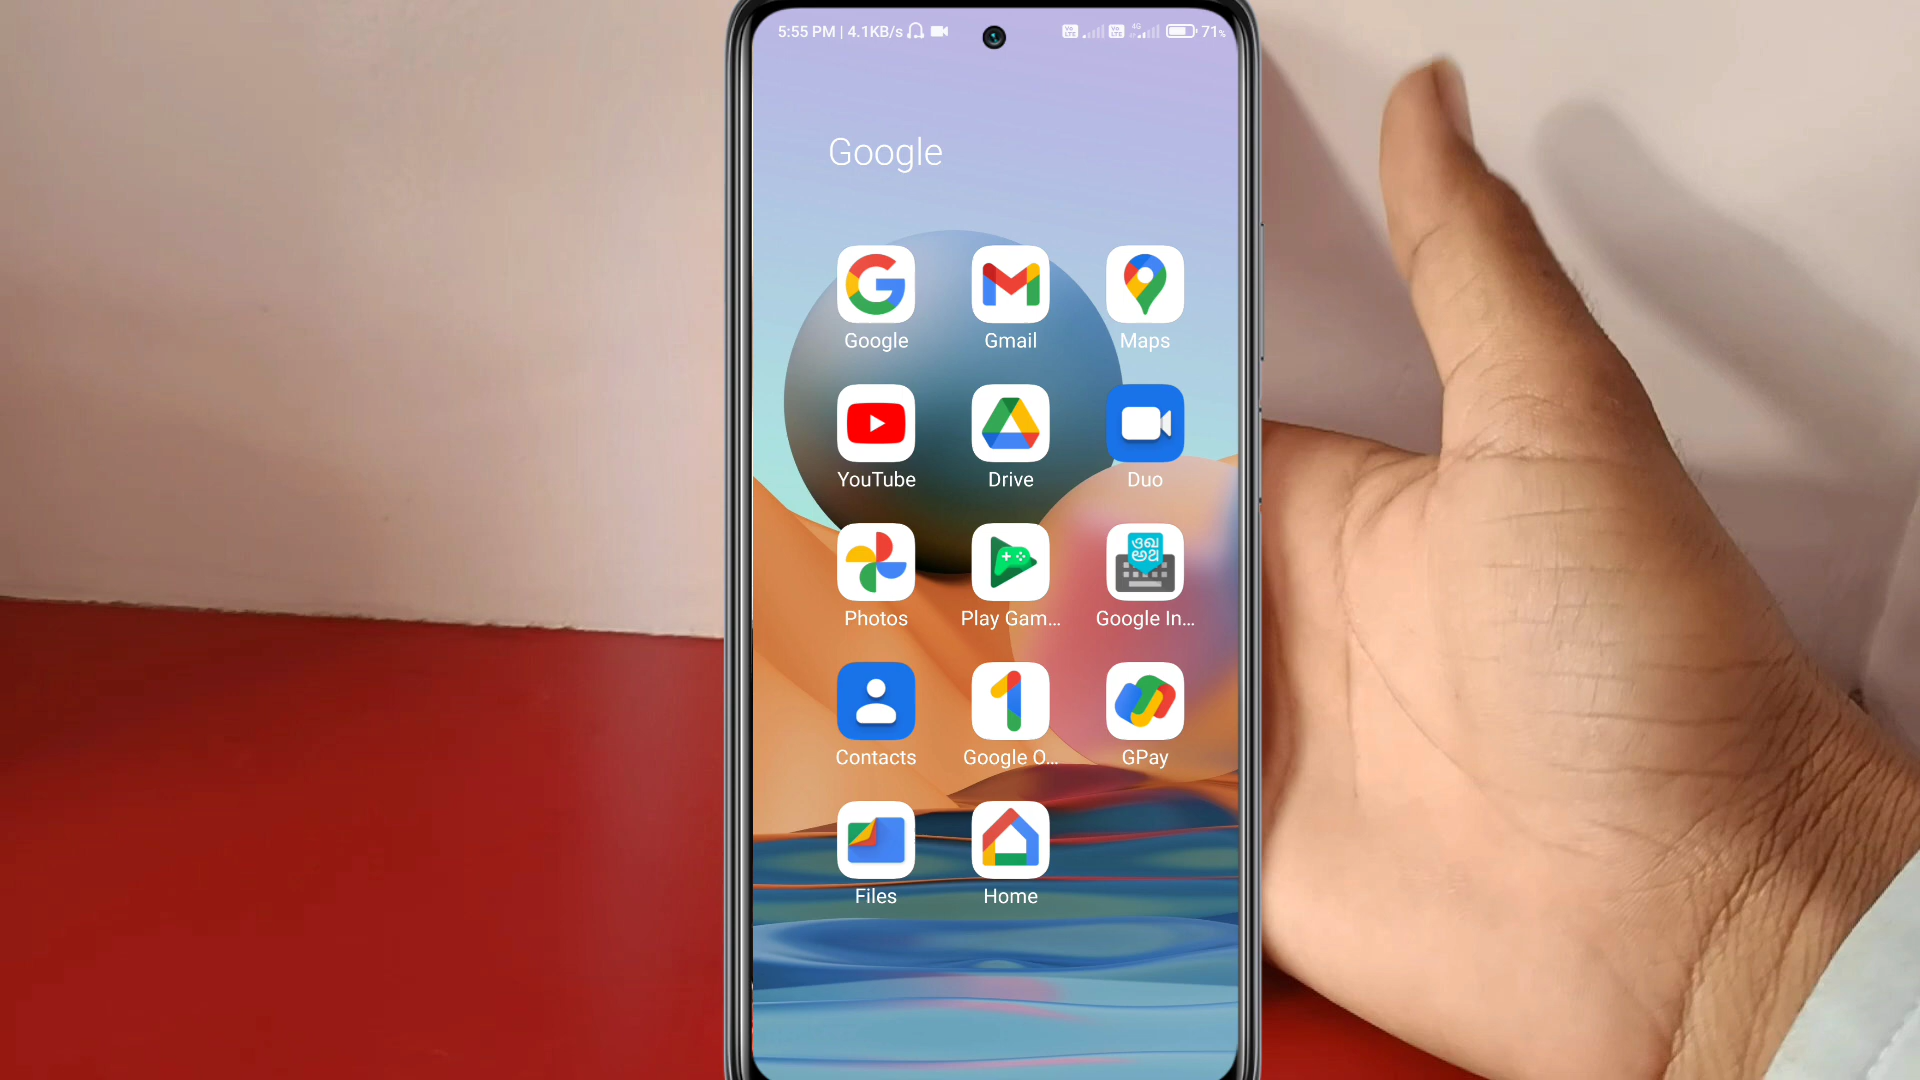 5:55 PM | 4.1KB/s 4G 71%
Google
Google Gmail Maps
YouTube Drive Duo
Photos Play Gam... Google In...
Contacts Google O... GPay
Files Home